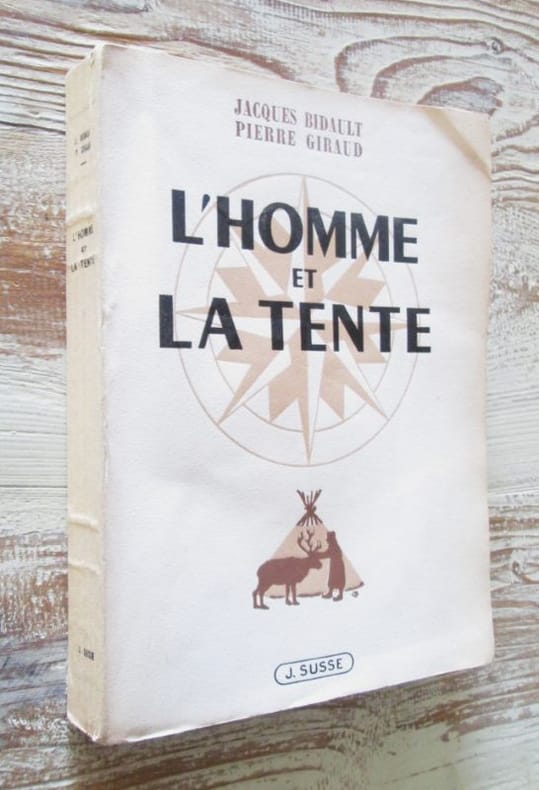 JACQUES BIDAULT
PIERRE GIRAUD
L'HOMME
ET
LA TENTE
J. SUSSE
L'HOMME
ET
LA TENTE
J. SUSSE